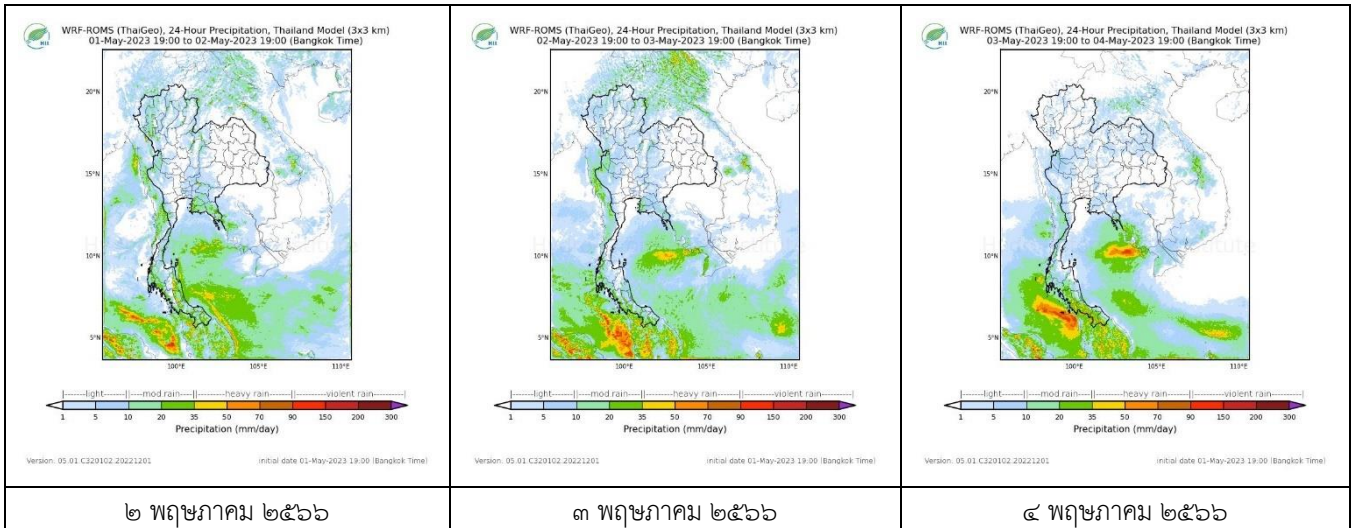 WRF-ROMS (ThaiGeo), 24-Hour Precipitation, Thailand Model (3x3 km)
01-May-2023 19:00 to 02-May-2023 19:00 (Bangkok Time)
20°N
15°N
10°N
5°N
100°E 105°E 110°E
light mod rain heavy rain violent rain
1 5 10 20 35 50 70 90 150 200 300
Precipitation (mm/day)
Version: 05.01.C320102.20221201 initial date 01-May-2023 19:00 (Bangkok Time)
๒ พฤษภาคม ๒๕๖๖
WRF-ROMS (ThaiGeo), 24-Hour Precipitation, Thailand Model (3x3 km)
02-May-2023 19:00 to 03-May-2023 19:00 (Bangkok Time)
20°N
15°N
10°N
5°N
100°E 105°E 110°E
light mod rain heavy rain violent rain
1 5 10 20 35 50 70 90 150 200 300
Precipitation (mm/day)
Version: 05.01.C320102.20221201 initial date 01-May-2023 19:00 (Bangkok Time)
๓ พฤษภาคม ๒๕๖๖
WRF-ROMS (ThaiGeo), 24-Hour Precipitation, Thailand Model (3x3 km)
03-May-2023 19:00 to 04-May-2023 19:00 (Bangkok Time)
20°N
15°N
10°N
5°N
100°E 105°E 110°E
light mod rain heavy rain violent rain
1 5 10 20 35 50 70 90 150 200 300
Precipitation (mm/day)
Version: 05.01.C320102.20221201 initial date 01-May-2023 19:00 (Bangkok Time)
๔ พฤษภาคม ๒๕๖๖